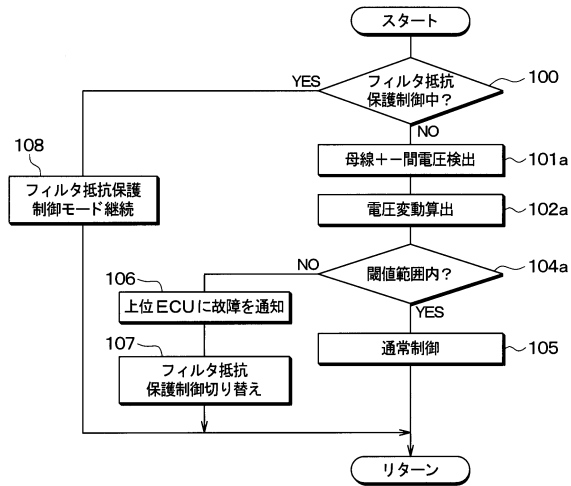 スタート
フィルタ抵抗
保護制御中？
100
YES
NO
108
フィルタ抵抗保護
制御モード継続
母線＋－間電圧検出
101a
電圧変動算出
102a
閾値範囲内？
104a
NO
YES
106
上位ECUに故障を通知
107
フィルタ抵抗
保護制御切り替え
通常制御
105
リターン